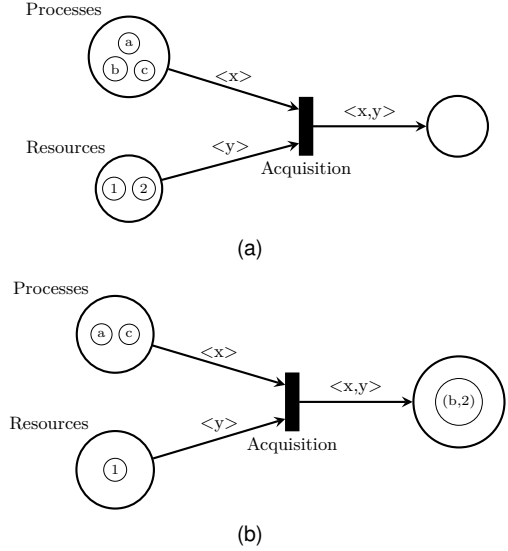 Processes
a
b c
<x>
<x,y>
Resources
<y>
1 2
Acquisition
(a)
Processes
a c
<x>
<x,y>
(b,2)
Resources
<y>
Acquisition
1
(b)